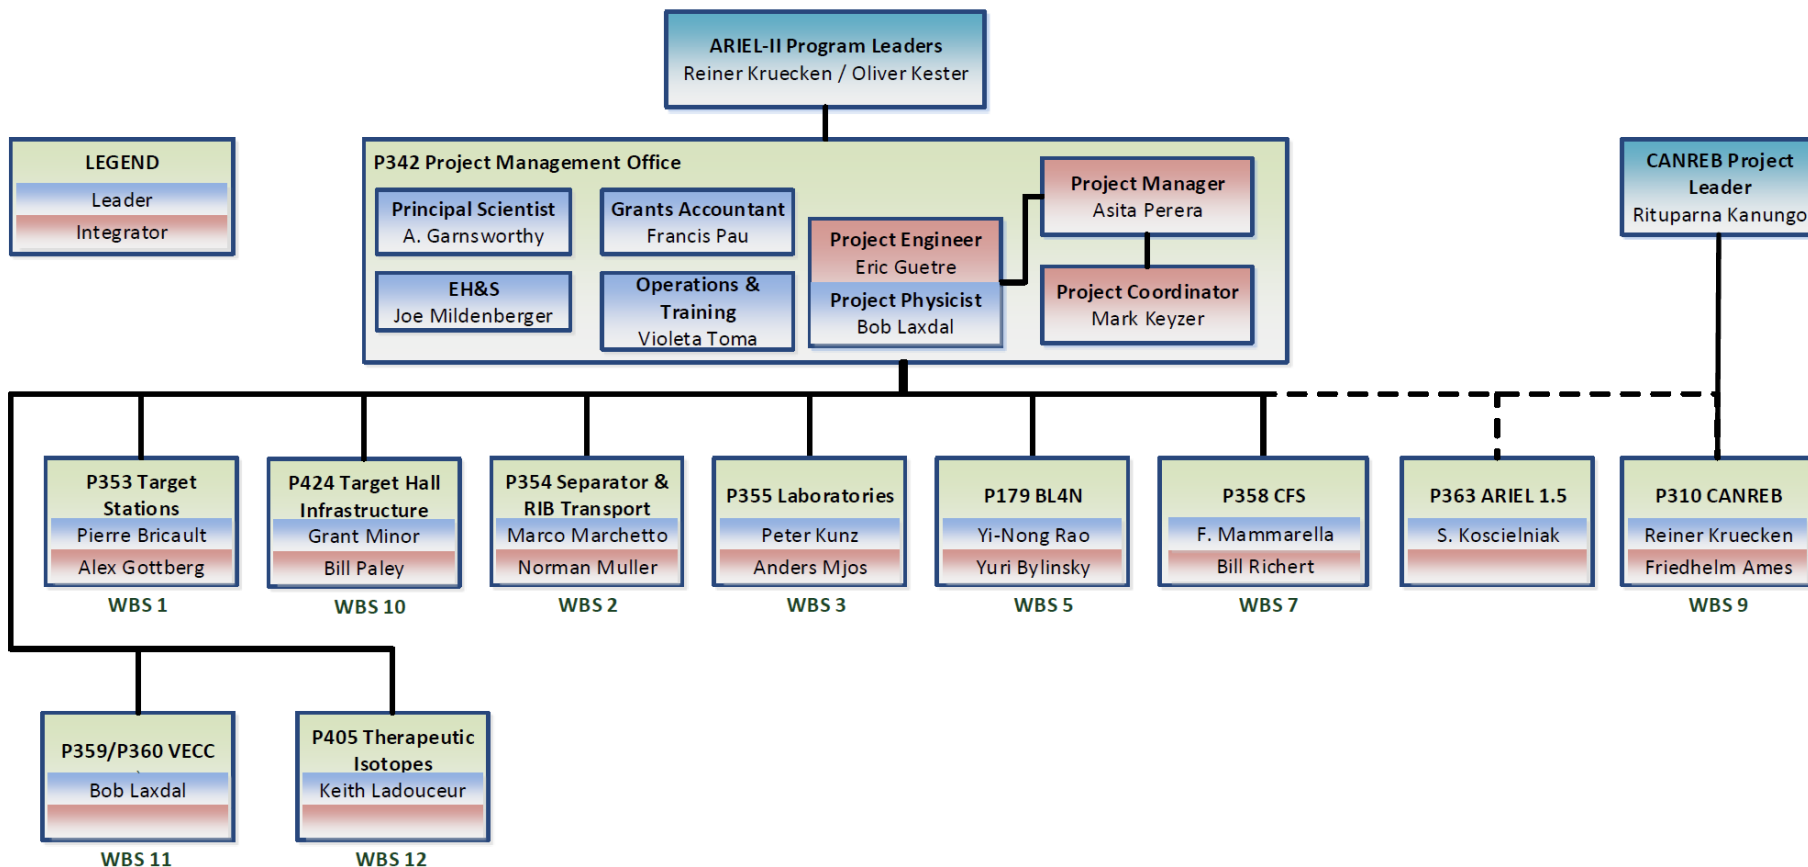 ARIEL-II Program Leaders
Reiner Kruecken / Oliver Kester
LEGEND
Leader
Integrator
P342 Project Management Office
Principal Scientist
A. Garnsworthy
Grants Accountant
Francis Pau
EH&S
Joe Mildenberger
Operations &
Training
Violeta Toma
Project Engineer
Eric Guetre
Project Physicist
Bob Laxdal
Project Manager
Asita Perera
Project Coordinator
Mark Keyzer
CANREB Project
Leader
Rituparna Kanungo
P353 Target
Stations
Pierre Bricault
Alex Gottberg
WBS 1
P424 Target Hall
Infrastructure
Grant Minor
Bill Paley
WBS 10
P354 Separator &
RIB Transport
Marco Marchetto
Norman Muller
WBS 2
P355 Laboratories
Peter Kunz
Anders Mjos
WBS 3
P179 BL4N
Yi-Nong Rao
Yuri Bylinsky
WBS 5
P358 CFS
F. Mammarella
Bill Richert
WBS 7
P363 ARIEL 1.5
S. Koscielniak
P310 CANREB
Reiner Kruecken
Friedhelm Ames
WBS 9
P359/P360 VECC
Bob Laxdal
WBS 11
P405 Therapeutic
Isotopes
Keith Ladouceur
WBS 12